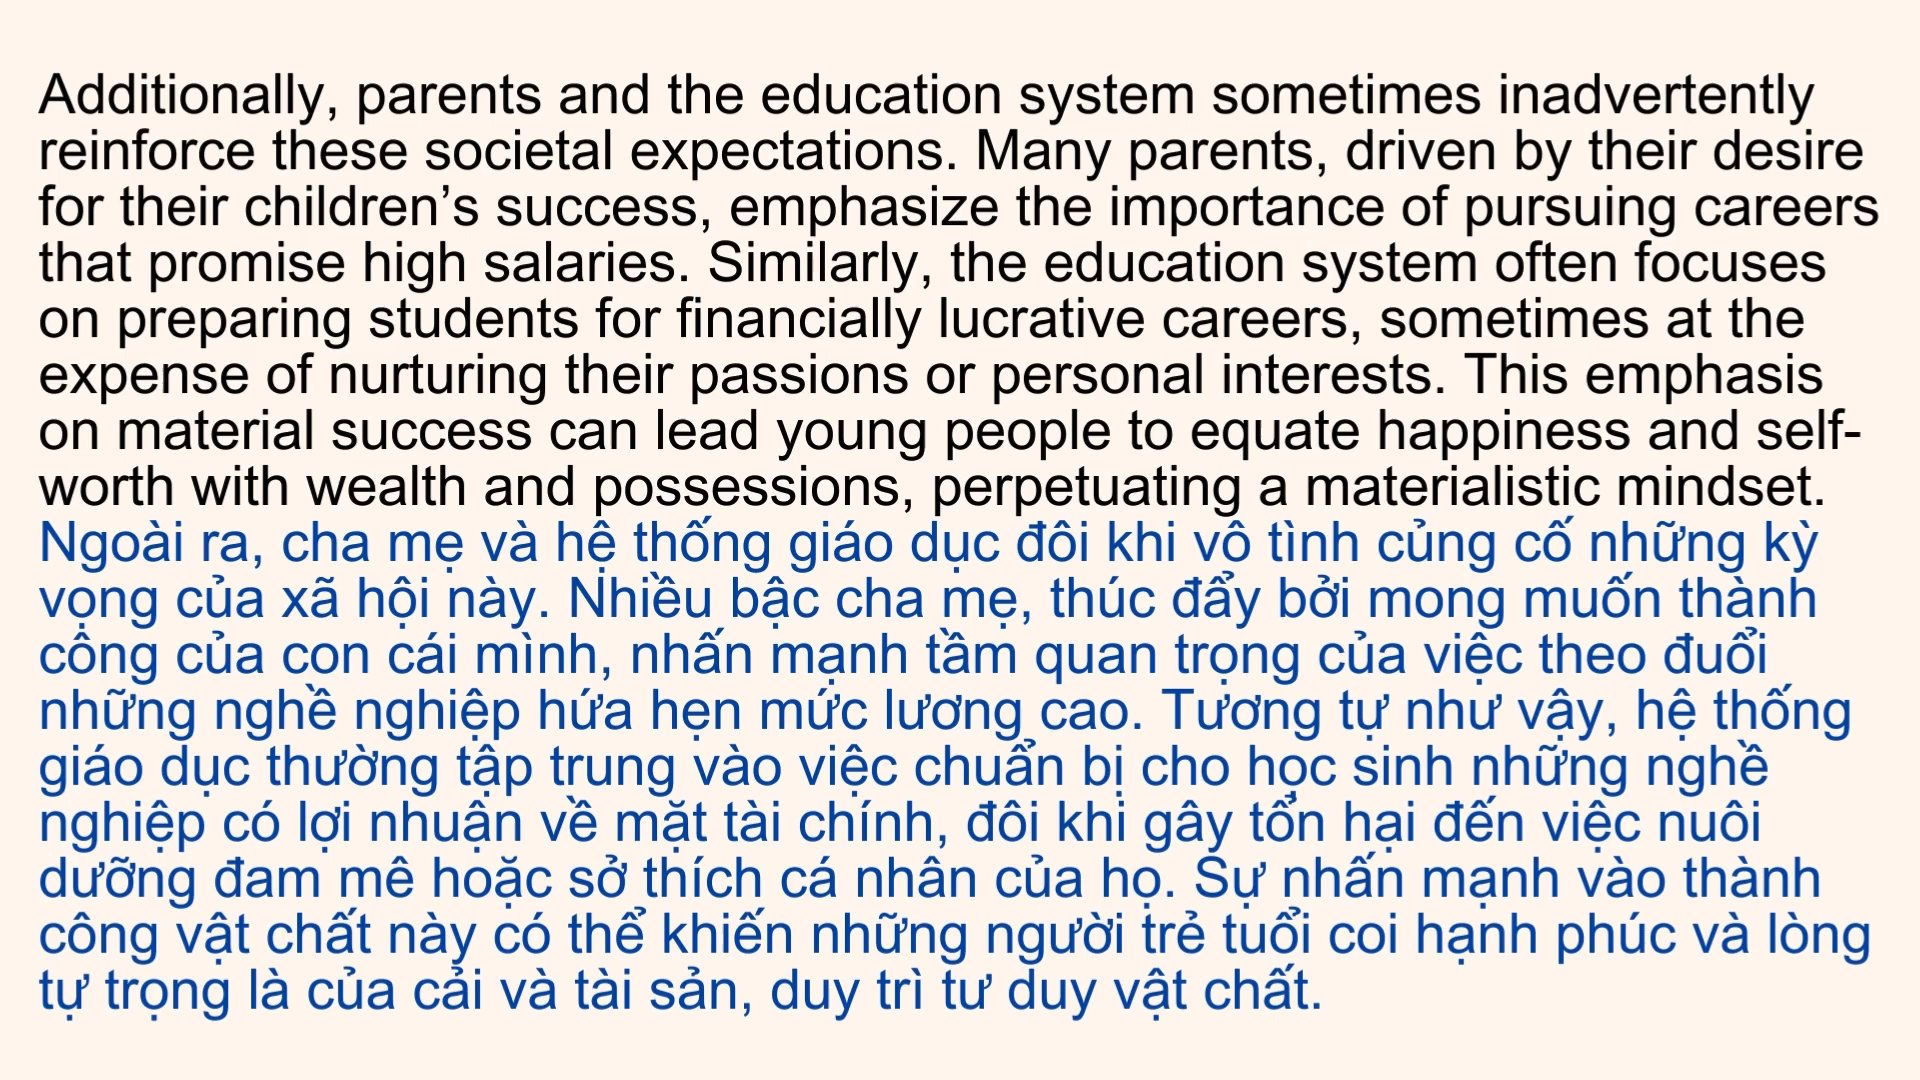 Additionally, parents and the education system sometimes inadvertently
reinforce these societal expectations. Many parents, driven by their desire
for their children’s success, emphasize the importance of pursuing careers
that promise high salaries. Similarly, the education system often focuses
on preparing students for financially lucrative careers, sometimes at the
expense of nurturing their passions or personal interests. This emphasis
on material success can lead young people to equate happiness and self-
worth with wealth and possessions, perpetuating a materialistic mindset.
Ngoài ra, cha mẹ và hệ thống giáo dục đôi khi vô tình củng cố những kỳ
vọng của xã hội này. Nhiều bậc cha mẹ, thúc đẩy bởi mong muốn thành
công của con cái mình, nhấn mạnh tầm quan trọng của việc theo đuổi
những nghề nghiệp hứa hẹn mức lương cao. Tương tự như vậy, hệ thống
giáo dục thường tập trung vào việc chuẩn bị cho học sinh những nghề
nghiệp có lợi nhuận về mặt tài chính, đôi khi gây tổn hại đến việc nuôi
dưỡng đam mê hoặc sở thích cá nhân của họ. Sự nhấn mạnh vào thành
công vật chất này có thể khiến những người trẻ tuổi coi hạnh phúc và lòng
tự trọng là của cải và tài sản, duy trì tư duy vật chất.